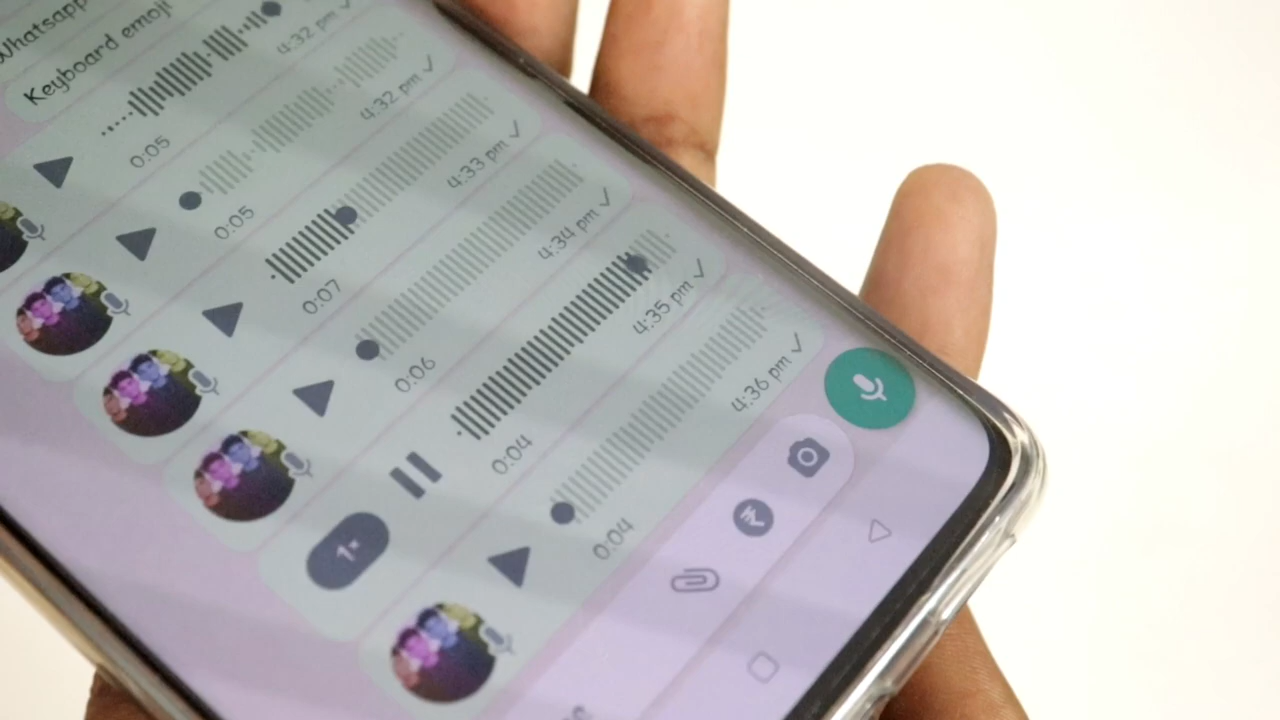 Whatsapp
Keyboard emoji
4:32 pm
0:05
4:32 pm
0:05
4:33 pm
0:07
4:34 pm
0:06
4:35 pm
1×
0:04
4:36 pm
0:04